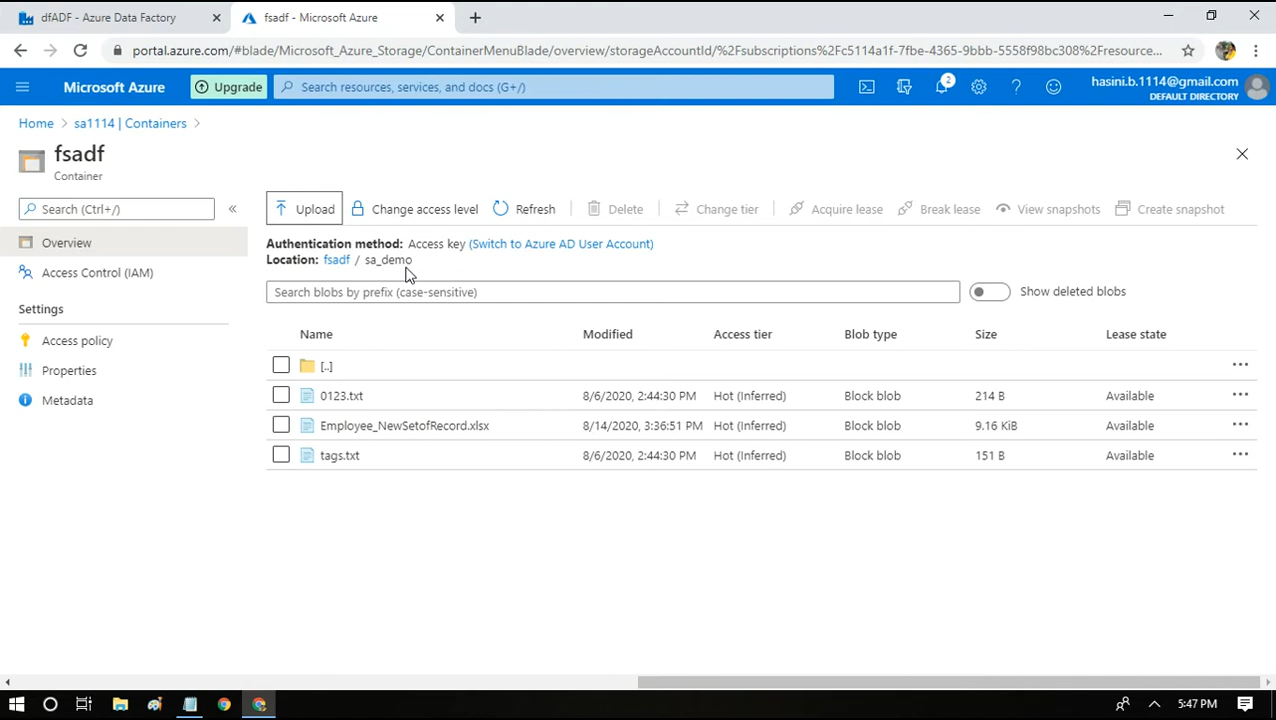 dfADF - Azure Data Factory
fsadf - Microsoft Azure
portal.azure.com/#blade/Microsoft_Azure_Storage/ContainerMenuBlade/overview/storageAccountId/%2Fsubscriptions%2Fc5114a1f-7fbe-4365-9bbb-5558f98bc308%2Fresource...
Microsoft Azure
Upgrade
Search resources, services, and docs (G+/)
2
hasini.b.1114@gmail.com
DEFAULT DIRECTORY
Home > sa1114 | Containers >
fsadf
Container
Search (Ctrl+/)
«
Upload
Change access level
Refresh
Delete
Change tier
Acquire lease
Break lease
View snapshots
Create snapshot
Overview
Access Control (IAM)
Settings
Access policy
Properties
Metadata
Authentication method: Access key (Switch to Azure AD User Account)
Location: fsadf / sa_demo
Search blobs by prefix (case-sensitive)
Show deleted blobs
Name Modified Access tier Blob type Size Lease state
[..]
0123.txt 8/6/2020, 2:44:30 PM Hot (Inferred) Block blob 214 B Available
Employee_NewSetofRecord.xlsx 8/14/2020, 3:36:51 PM Hot (Inferred) Block blob 9.16 KiB Available
tags.txt 8/6/2020, 2:44:30 PM Hot (Inferred) Block blob 151 B Available
5:47 PM